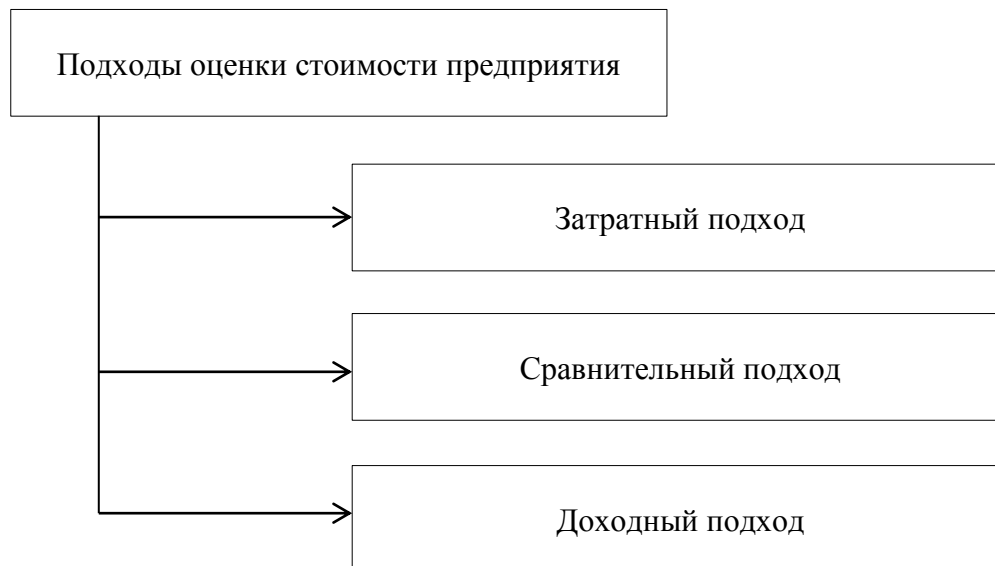 Подходы оценки стоимости предприятия
Затратный подход
Сравнительный подход
Доходный подход